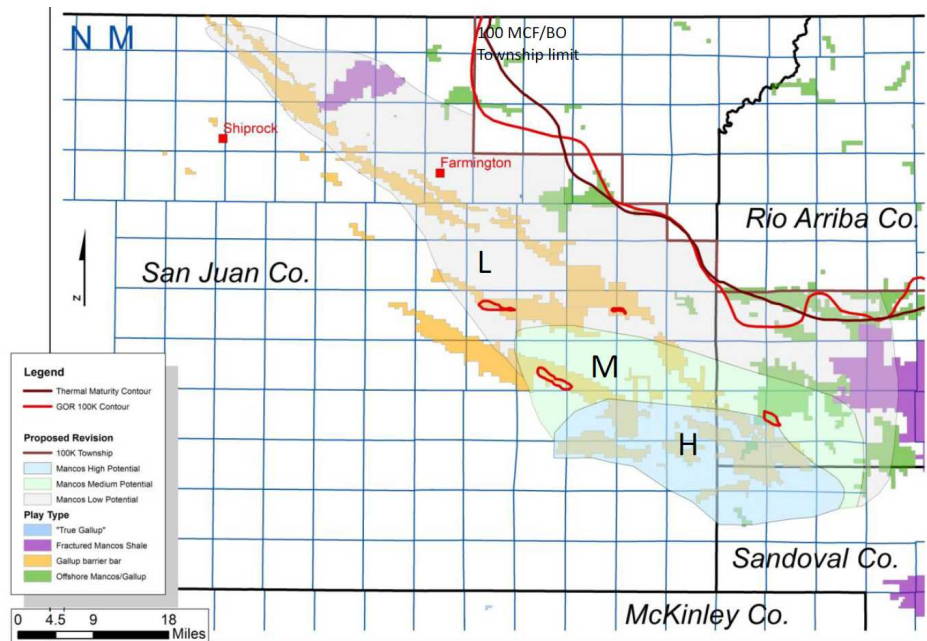 N M
100 MCF/BO
Township limit
Shiprock
Farmington
Rio Arriba Co.
L
San Juan Co.
z
M
H
Legend
Thermal Maturity Contour
GOR 100K Contour
Proposed Revision
100K Township
Mancos High Potential
Mancos Medium Potential
Mancos Low Potential
Play Type
"True Gallup"
Fractured Mancos Shale
Gallup barrier bar
Offshore Mancos/Gallup
Sandoval Co.
McKinley Co.
0 4.5 9 18
Miles